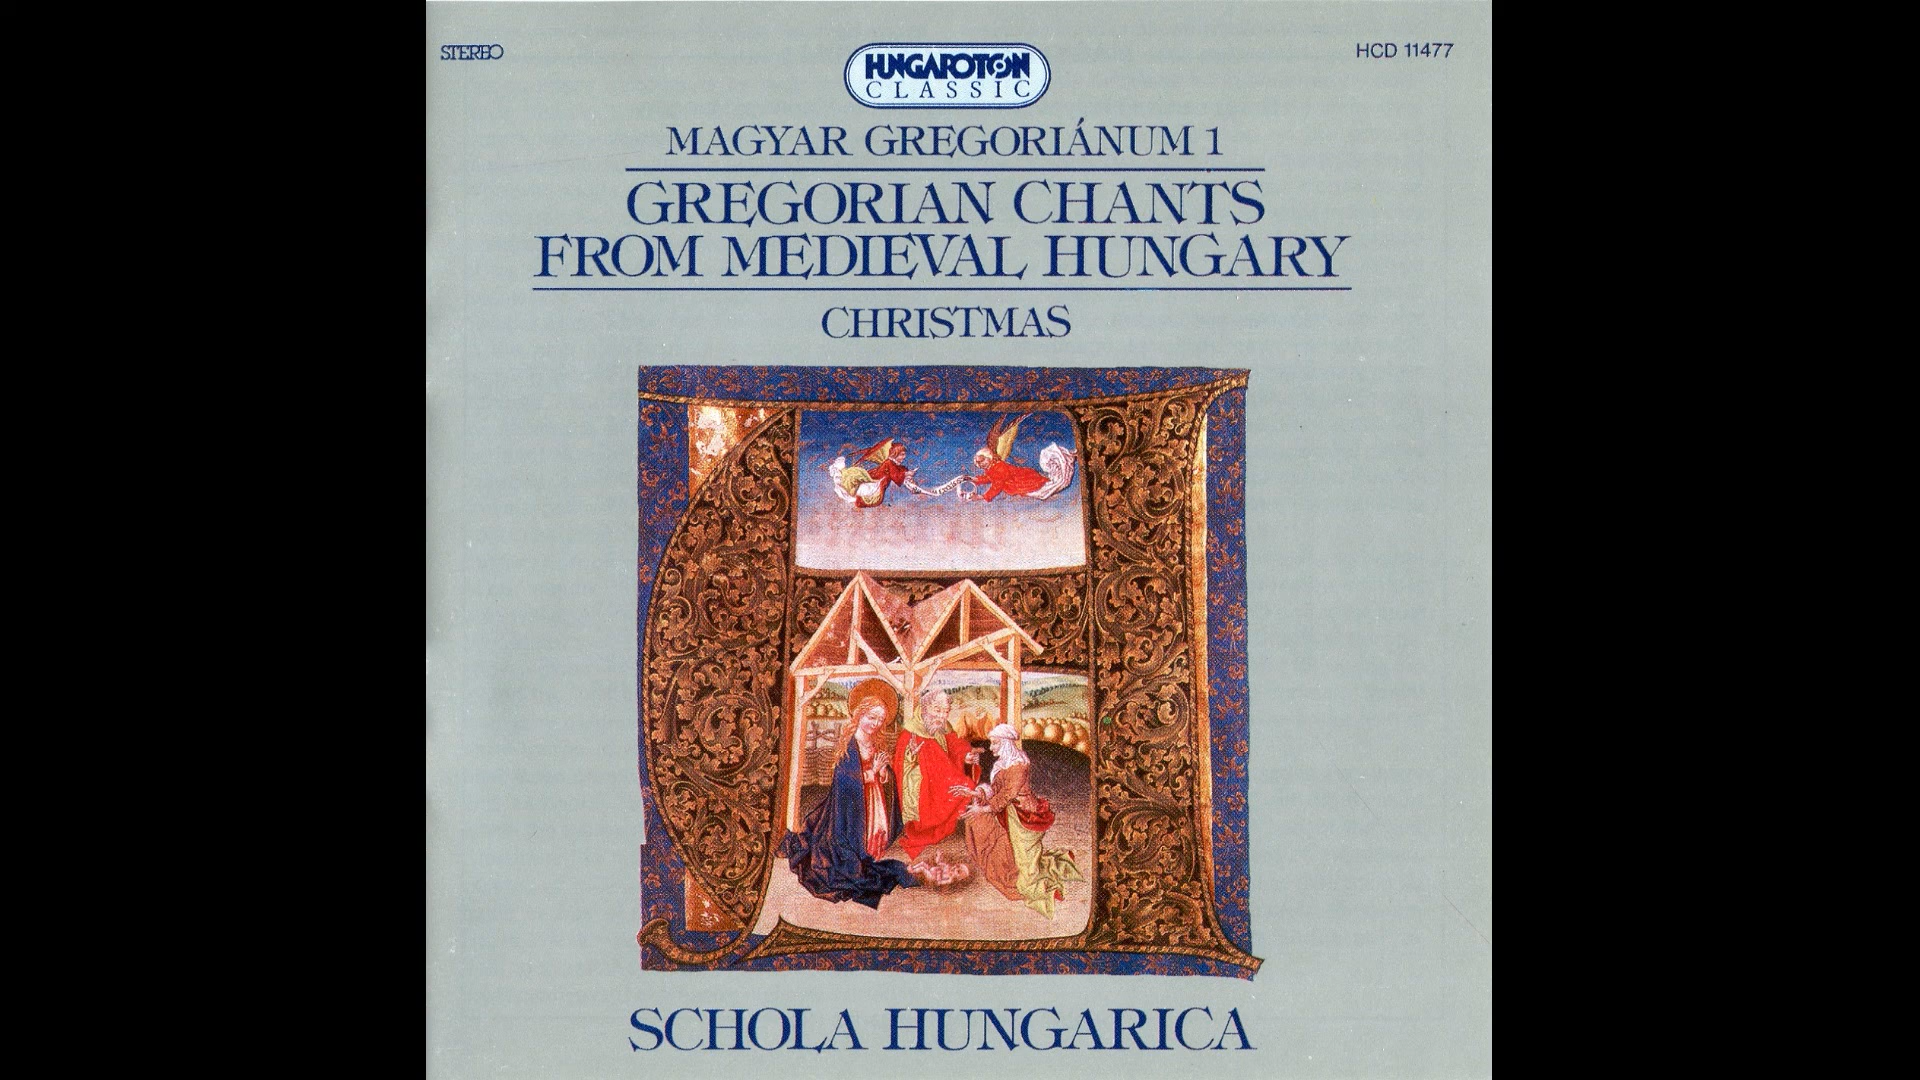 STEREO
HUNGAROTON
CLASSIC
HCD 11477
MAGYAR GREGORIÁNUM 1
GREGORIAN CHANTS
FROM MEDIEVAL HUNGARY
CHRISTMAS
SCHOLA HUNGARICA